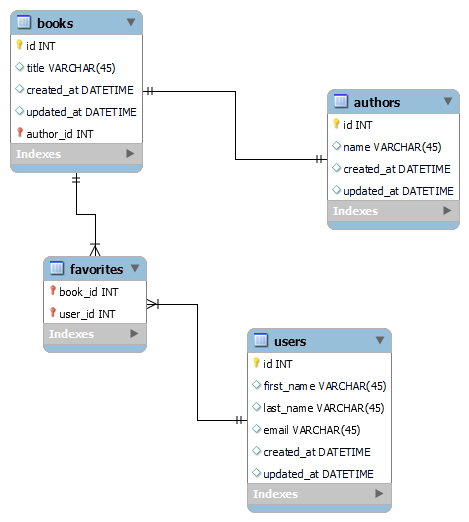 books
id INT
title VARCHAR(45)
created_at DATETIME
updated_at DATETIME
author_id INT
Indexes
authors
id INT
name VARCHAR(45)
created_at DATETIME
updated_at DATETIME
Indexes
favorites
book_id INT
user_id INT
Indexes
users
id INT
first_name VARCHAR(45)
last_name VARCHAR(45)
email VARCHAR(45)
created_at DATETIME
updated_at DATETIME
Indexes